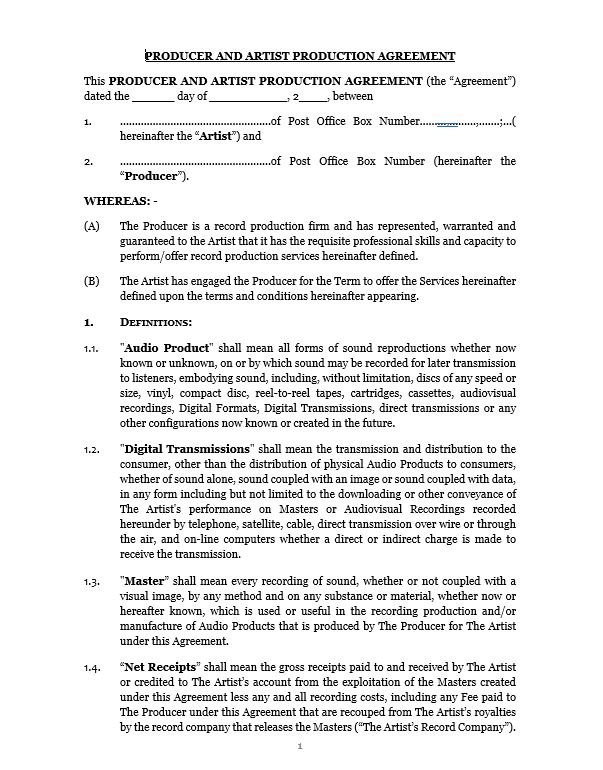 PRODUCER AND ARTIST PRODUCTION AGREEMENT
This PRODUCER AND ARTIST PRODUCTION AGREEMENT (the “Agreement”)
dated the _______ day of _____________, 2_____, between
1. ................................................of Post Office Box Number..................,.......;...(
hereinafter the “Artist”) and
2. ................................................of Post Office Box Number (hereinafter the
“Producer”).
WHEREAS: -
(A) The Producer is a record production firm and has represented, warranted and
guaranteed to the Artist that it has the requisite professional skills and capacity to
perform/offer record production services hereinafter defined.
(B) The Artist has engaged the Producer for the Term to offer the Services hereinafter
defined upon the terms and conditions hereinafter appearing.
1. DEFINITIONS:
1.1. "Audio Product" shall mean all forms of sound reproductions whether now
known or unknown, on or by which sound may be recorded for later transmission
to listeners, embodying sound, including, without limitation, discs of any speed or
size, vinyl, compact disc, reel-to-reel tapes, cartridges, cassettes, audiovisual
recordings, Digital Formats, Digital Transmissions, direct transmissions or any
other configurations now known or created in the future.
1.2. "Digital Transmissions" shall mean the transmission and distribution to the
consumer, other than the distribution of physical Audio Products to consumers,
whether of sound alone, sound coupled with an image or sound coupled with data,
in any form including but not limited to the downloading or other conveyance of
The Artist's performance on Masters or Audiovisual Recordings recorded
hereunder by telephone, satellite, cable, direct transmission over wire or through
the air, and on-line computers whether a direct or indirect charge is made to
receive the transmission.
1.3. "Master” shall mean every recording of sound, whether or not coupled with a
visual image, by any method and on any substance or material, whether now or
hereafter known, which is used or useful in the recording production and/or
manufacture of Audio Products that is produced by The Producer for The Artist
under this Agreement.
1.4. “Net Receipts” shall mean the gross receipts paid to and received by The Artist
or credited to The Artist’s account from the exploitation of the Masters created
under this Agreement less any and all recording costs, including any Fee paid to
The Producer under this Agreement that are recouped from The Artist’s royalties
by the record company that releases the Masters (“The Artist’s Record Company”).
1